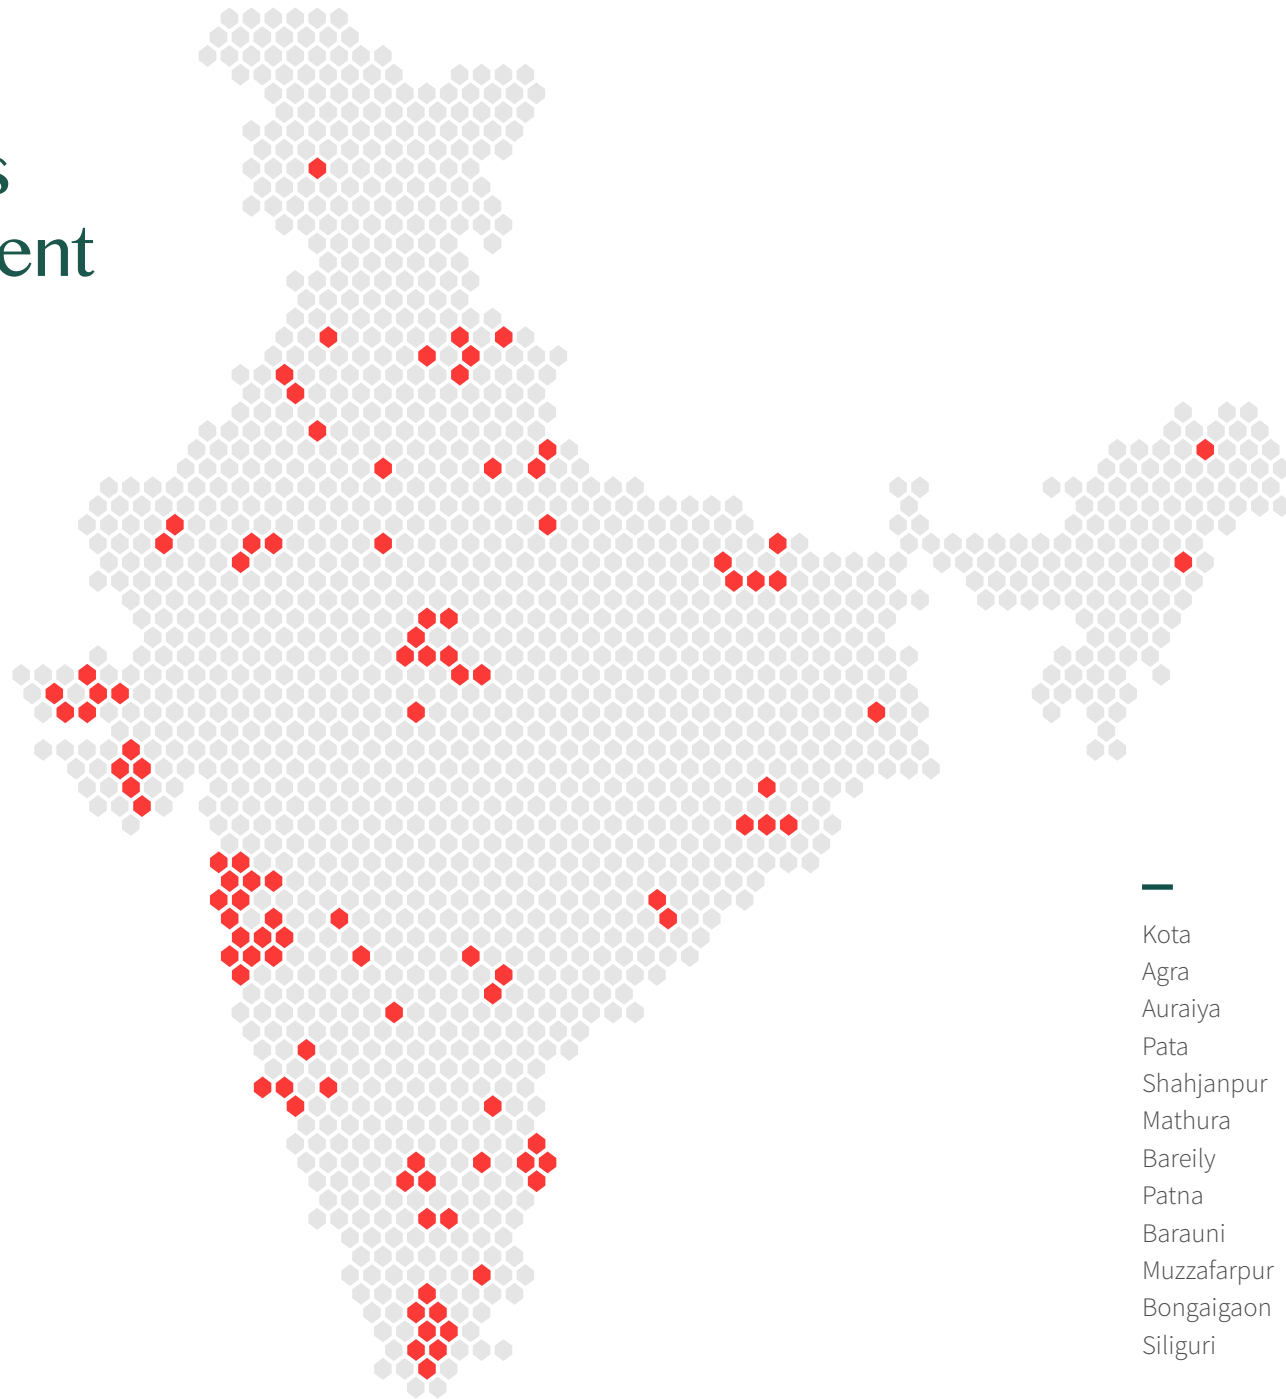 s
ent
Kota
Agra
Auraiya
Pata
Shahjanpur
Mathura
Bareily
Patna
Barauni
Muzzafarpur
Bongaigaon
Siliguri